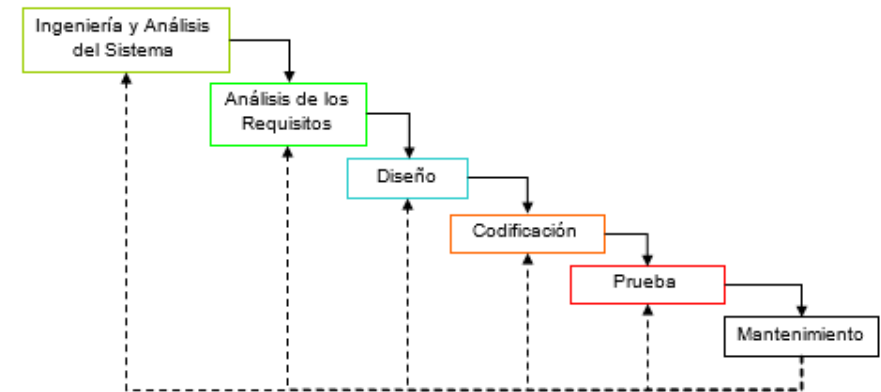 Ingeniería y Análisis
del Sistema
Análisis de los
Requisitos
Diseño
Codificación
Prueba
Mantenimiento